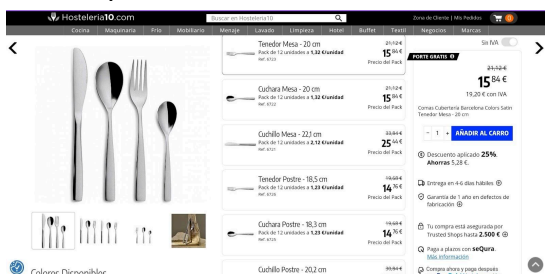 Hosteleria10.com
Buscar en Hosteleria10
Zona de Cliente | Mis Pedidos
0
Cocina Maquinaria Frío Mobiliario Menaje Lavado Limpieza Hotel Buffet Textil Negocios Marcas
Sin IVA
Tenedor Mesa - 20 cm
Pack de 12 unidades a 1,32 €/unidad
Ref. 6723
21,12 €
15 84 €
Precio del Pack
Cuchara Mesa - 20 cm
Pack de 12 unidades a 1,32 €/unidad
Ref. 6722
21,12 €
15 84 €
Precio del Pack
Cuchillo Mesa - 22,1 cm
Pack de 12 unidades a 2,12 €/unidad
Ref. 6721
33,84 €
25 44 €
Precio del Pack
Tenedor Postre - 18,5 cm
Pack de 12 unidades a 1,23 €/unidad
Ref. 6726
19,68 €
14 76 €
Precio del Pack
Cuchara Postre - 18,3 cm
Pack de 12 unidades a 1,23 €/unidad
Ref. 6725
19,68 €
14 76 €
Precio del Pack
Cuchillo Postre - 20,2 cm
31,84 €
PORTE GRATIS
21,12 €
15 84 €
19,20 € con IVA
Comas Cubertería Barcelona Colors Satin
Tenedor Mesa - 20 cm
- 1 + AÑADIR AL CARRO
Descuento aplicado 25%.
Ahorras 5,28 €.
Entrega en 4-6 días hábiles
Garantía de 1 año en defectos de
fabricación
Tu compra está asegurada por
Trusted Shops hasta 2.500 €
Paga a plazos con seQura.
Más información
Compra ahora y paga después
Colores Disponibles